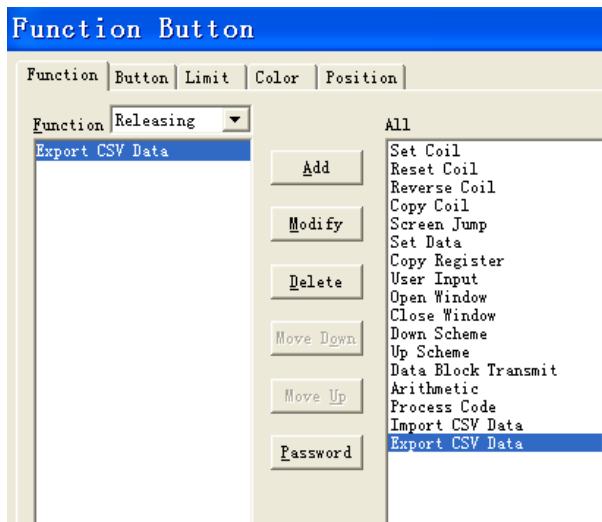 Function Button
Function Button Limit Color Position
Function Releasing
All
Export CSV Data
Add
Modify
Delete
Move Down
Move Up
Password
Set Coil
Reset Coil
Reverse Coil
Copy Coil
Screen Jump
Set Data
Copy Register
User Input
Open Window
Close Window
Down Scheme
Up Scheme
Data Block Transmit
Arithmetic
Process Code
Import CSV Data
Export CSV Data